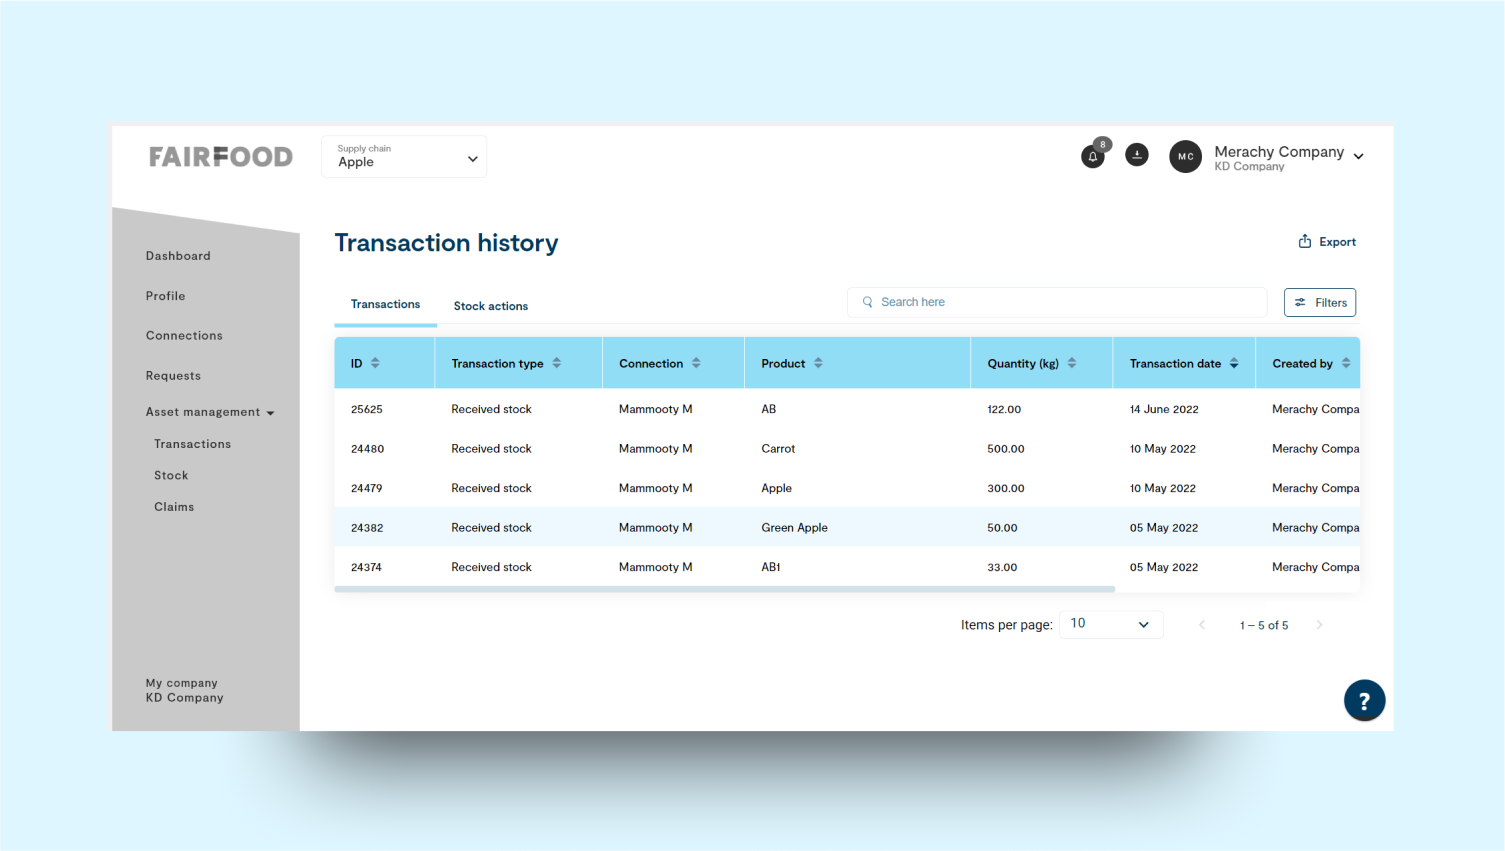 FAIRFOOD
Supply chain
Apple
8
MC
Merachy Company
KD Company
Dashboard
Profile
Connections
Requests
Asset management
Transactions
Stock
Claims
My company
KD Company
Transaction history
Export
Transactions
Stock actions
Search here
Filters
ID Transaction type Connection Product Quantity (kg) Transaction date Created by
25625 Received stock Mammooty M AB 122.00 14 June 2022 Merachy Compa
24480 Received stock Mammooty M Carrot 500.00 10 May 2022 Merachy Compa
24479 Received stock Mammooty M Apple 300.00 10 May 2022 Merachy Compa
24382 Received stock Mammooty M Green Apple 50.00 05 May 2022 Merachy Compa
24374 Received stock Mammooty M AB1 33.00 05 May 2022 Merachy Compa
Items per page: 10 1 – 5 of 5
?